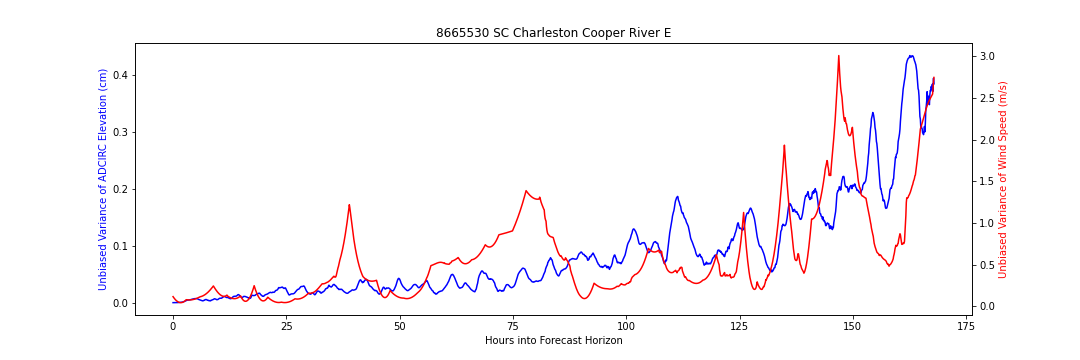 8665530 SC Charleston Cooper River E
Unbiased Variance of ADCIRC Elevation (cm)
0.4
0.3
0.2
0.1
0.0
3.0
2.5
2.0
1.5
1.0
0.5
0.0
Unbiased Variance of Wind Speed (m/s)
0 25 50 75 100 125 150 175
Hours into Forecast Horizon